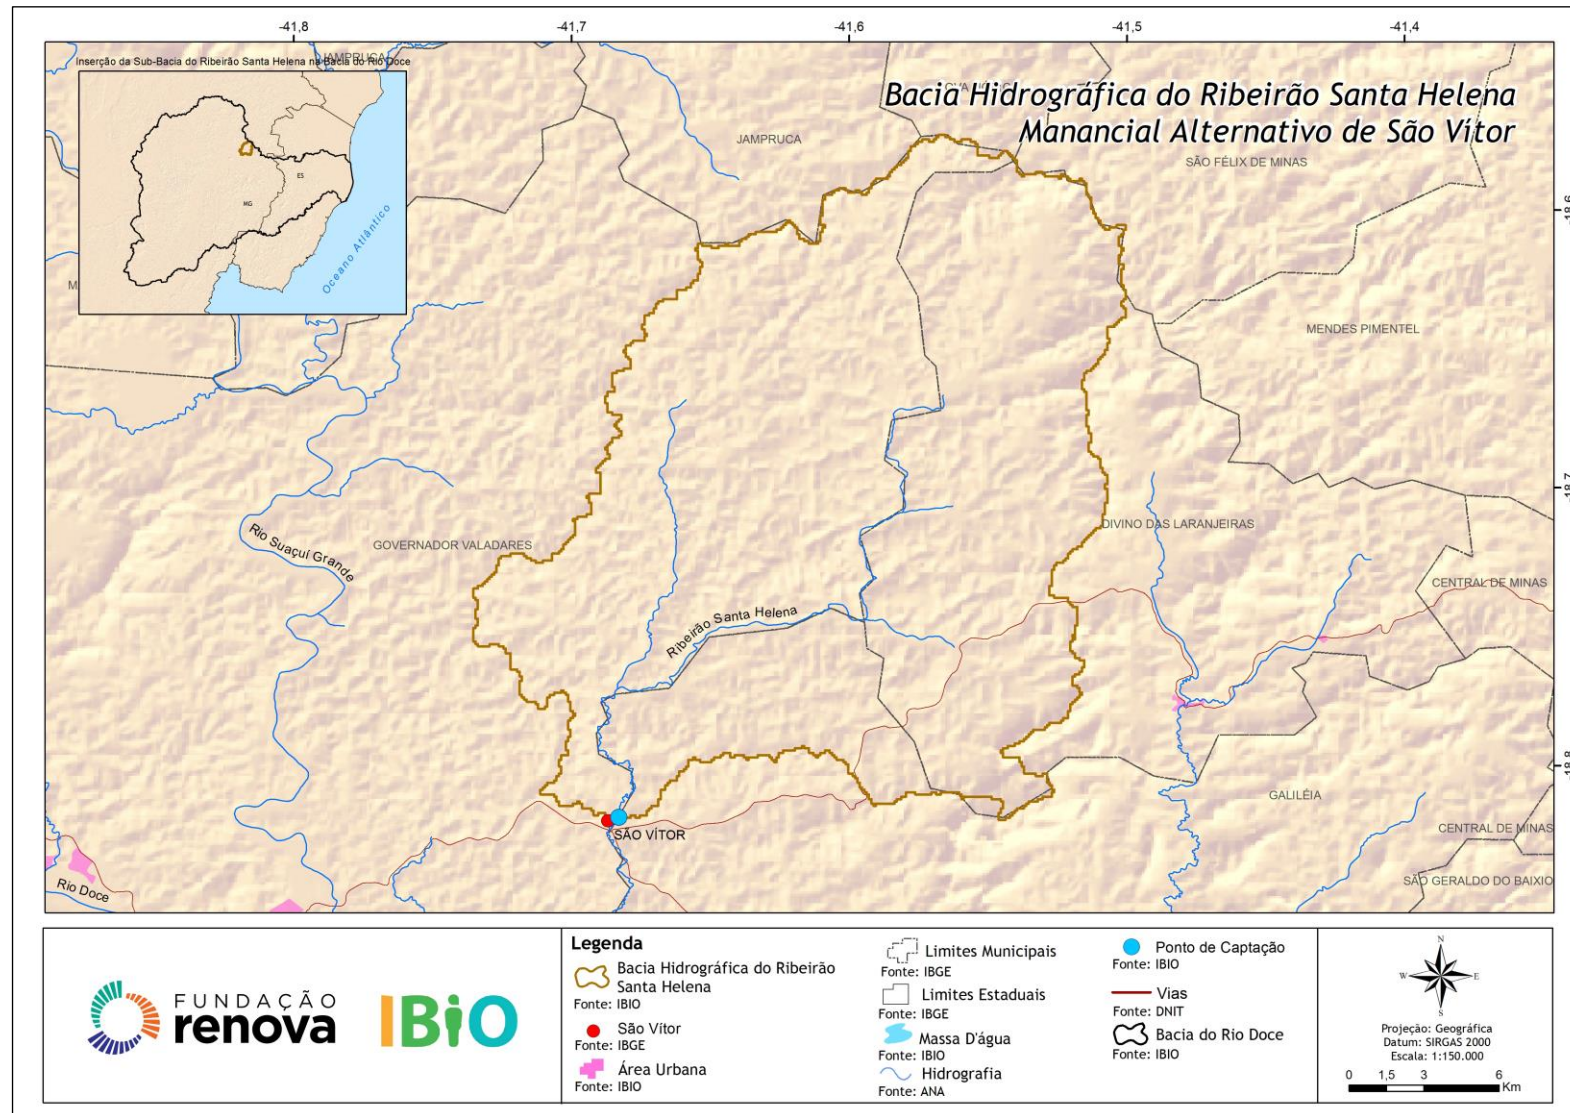 -41,8
-41,7
-41,6
-41,5
-41,4
JAMPRUCA
Inserção da Sub-Bacia do Ribeirão Santa Helena na Bacia do Rio Doce
ES
MG
Oceano Atlântico
Bacia Hidrográfica do Ribeirão Santa Helena
Manancial Alternativo de São Vítor
JAMPRUCA
SÃO FÉLIX DE MINAS
-18,6
MENDES PIMENTEL
-18,7
DIVINO DAS LARANJEIRAS
Rio Suaçuí Grande
GOVERNADOR VALADARES
CENTRAL DE MINAS
Ribeirão Santa Helena
-18,8
GALILÉIA
SÃO VÍTOR
CENTRAL DE MINAS
SÃO GERALDO DO BAIXIO
Rio Doce
FUNDAÇÃO
renova
IBiO
Legenda
Bacia Hidrográfica do Ribeirão
Santa Helena
Fonte: IBIO
São Vítor
Fonte: IBGE
Área Urbana
Fonte: IBIO
Limites Municipais
Fonte: IBGE
Limites Estaduais
Fonte: IBGE
Massa D'água
Fonte: IBIO
Hidrografia
Fonte: ANA
Ponto de Captação
Fonte: IBIO
Vias
Fonte: DNIT
Bacia do Rio Doce
Fonte: IBIO
N
W
E
S
Projeção: Geográfica
Datum: SIRGAS 2000
Escala: 1:150.000
0 1,5 3 6
Km